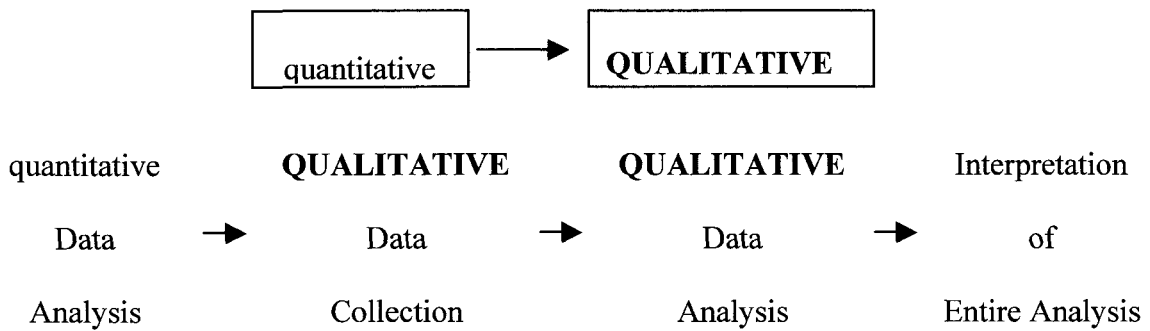 quantitative QUALITATIVE
quantitative QUALITATIVE QUALITATIVE Interpretation
Data Data Data of
Analysis Collection Analysis Entire Analysis